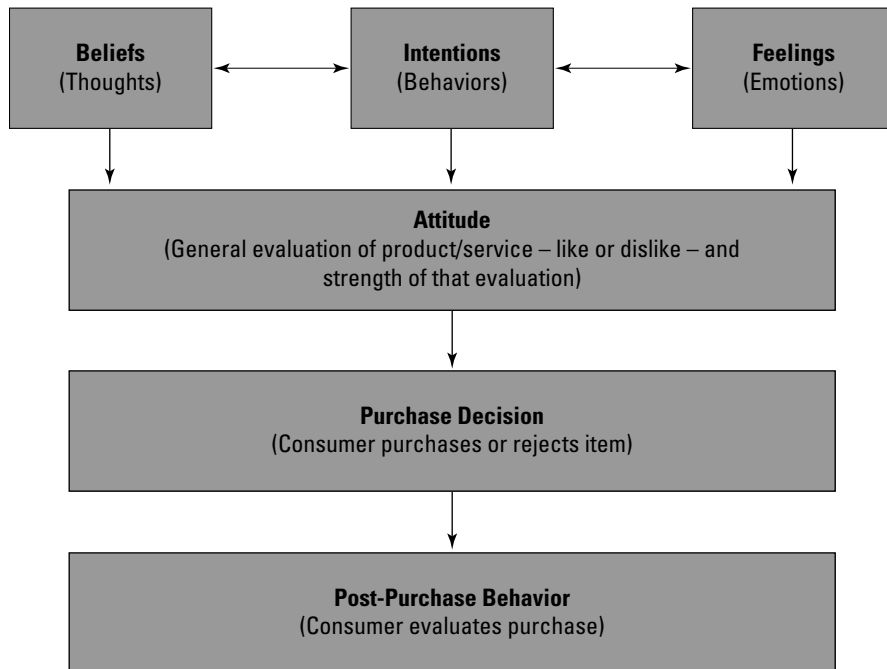 Beliefs
(Thoughts)
Intentions
(Behaviors)
Feelings
(Emotions)
Attitude
(General evaluation of product/service – like or dislike – and
strength of that evaluation)
Purchase Decision
(Consumer purchases or rejects item)
Post-Purchase Behavior
(Consumer evaluates purchase)